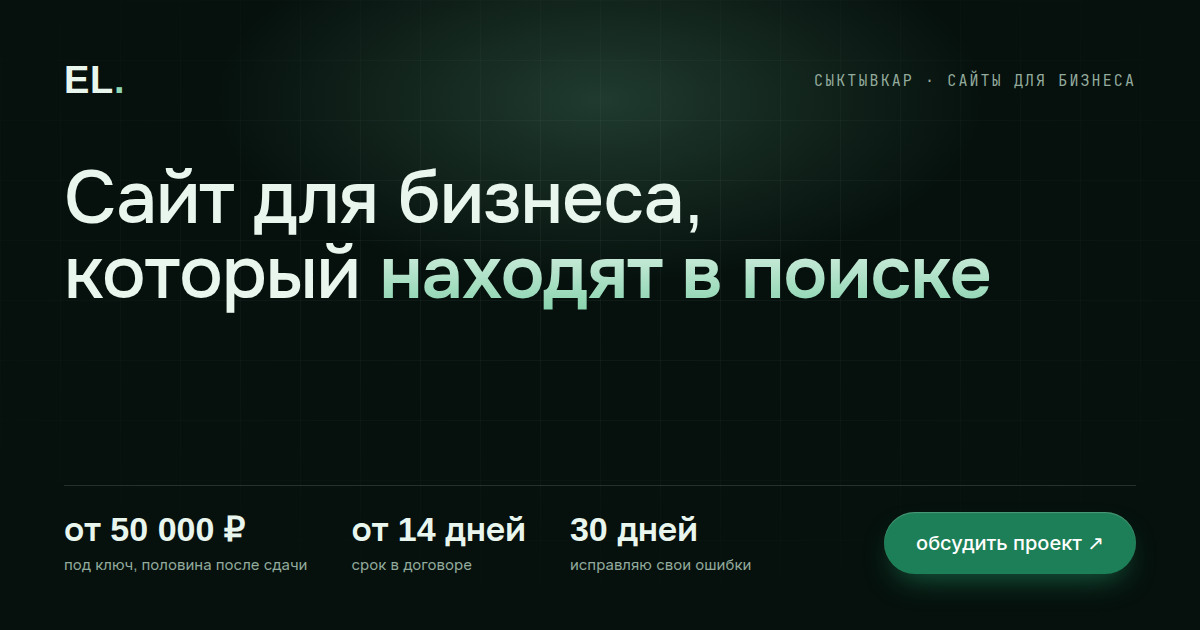 EL.
СЫКТЫВКАР · САЙТЫ ДЛЯ БИЗНЕСА
Сайт для бизнеса,
который находят в поиске
от 50 000 ₽
под ключ, половина после сдачи
от 14 дней
срок в договоре
30 дней
исправляю свои ошибки
обсудить проект ↗